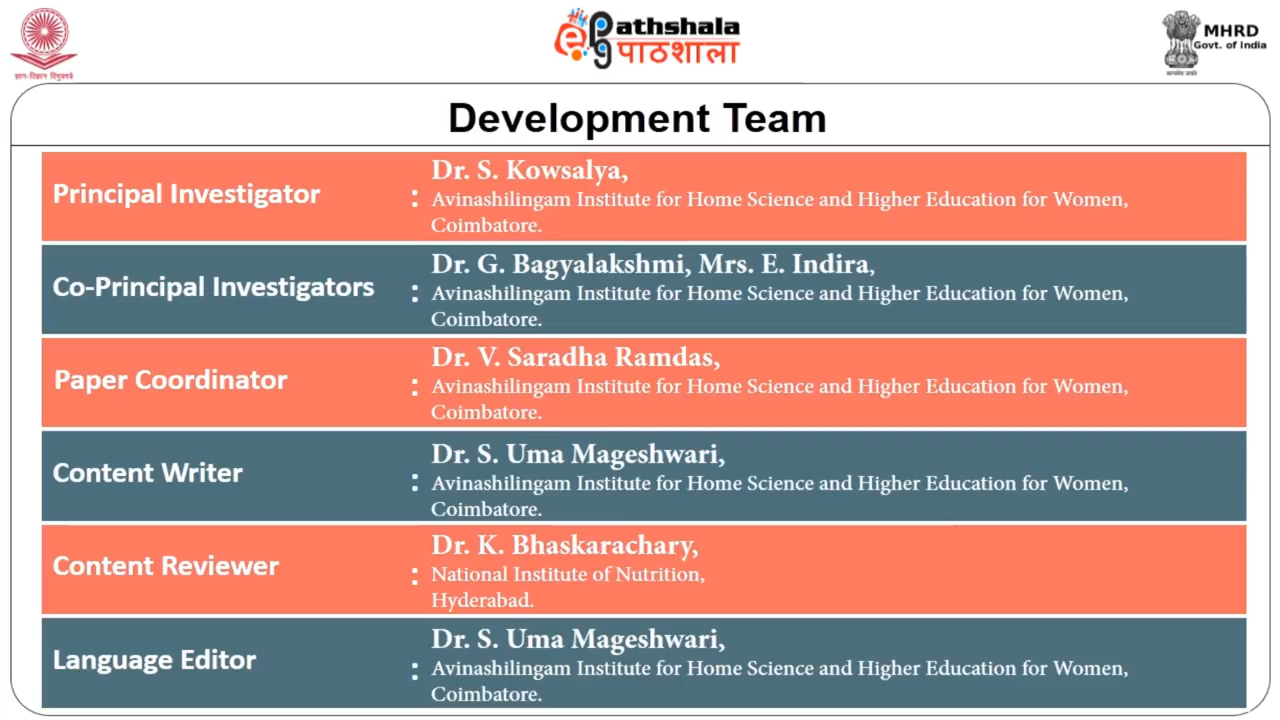 ज्ञान-विज्ञान विमुक्तये
ePG Pathshala
पाठशाला
MHRD
Govt. of India
सत्यमेव जयते
Development Team
Principal Investigator
:
Dr. S. Kowsalya,
Avinashilingam Institute for Home Science and Higher Education for Women,
Coimbatore.
Co-Principal Investigators
:
Dr. G. Bagyalakshmi, Mrs. E. Indira,
Avinashilingam Institute for Home Science and Higher Education for Women,
Coimbatore.
Paper Coordinator
:
Dr. V. Saradha Ramdas,
Avinashilingam Institute for Home Science and Higher Education for Women,
Coimbatore.
Content Writer
:
Dr. S. Uma Mageshwari,
Avinashilingam Institute for Home Science and Higher Education for Women,
Coimbatore.
Content Reviewer
:
Dr. K. Bhaskarachary,
National Institute of Nutrition,
Hyderabad.
Language Editor
:
Dr. S. Uma Mageshwari,
Avinashilingam Institute for Home Science and Higher Education for Women,
Coimbatore.